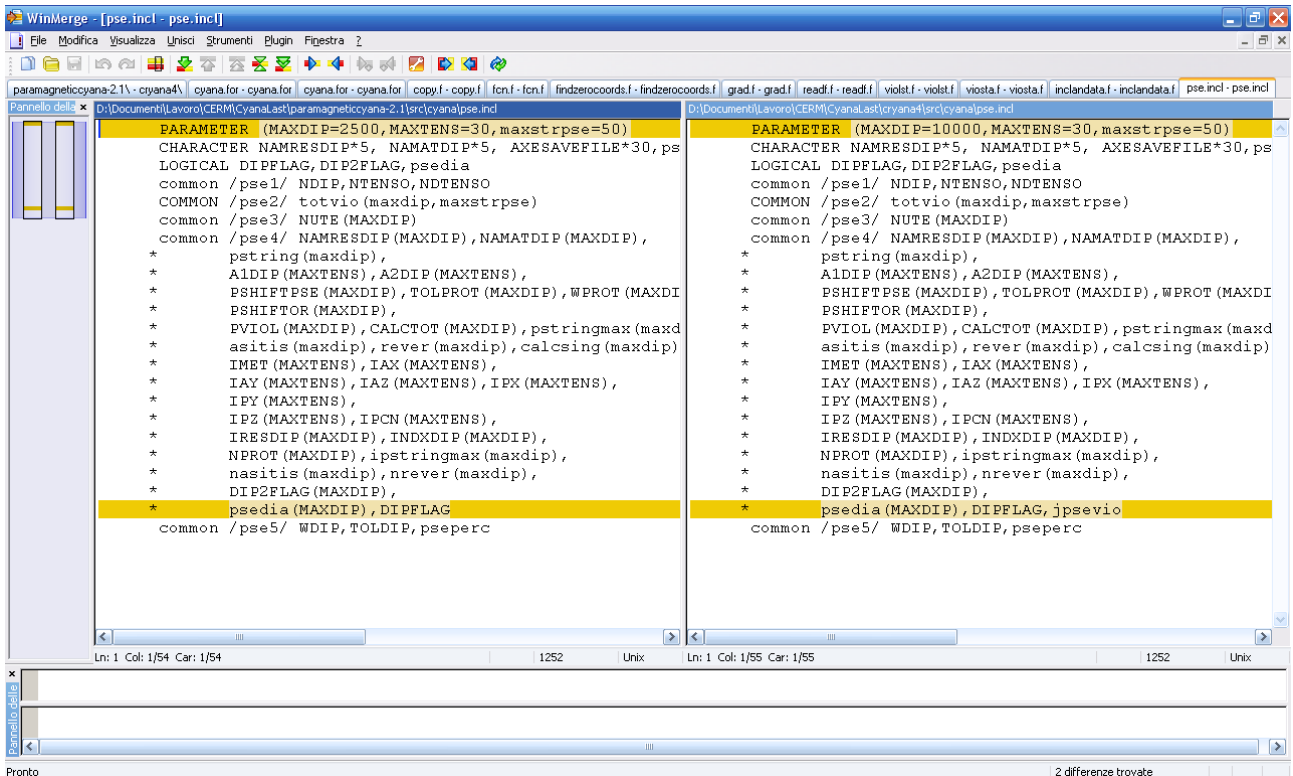 WinMerge - [pse.incl - pse.incl]
File Modifica Visualizza Unisci Strumenti Plugin Finestra ?
paramagneticcyana-2.1\ - cryana4\ cyana.for - cyana.for cyana.for - cyana.for copy.f - copy.f fcn.f - fcn.f findzerocoords.f - findzerocoords.f grad.f - grad.f readf.f - readf.f violst.f - violst.f viosta.f - viosta.f inclandata.f - inclandata.f pse.incl - pse.incl
Pannello della x
D:\Documenti\Lavoro\CERM\CyanaLast\paramagneticcyana-2.1\src\cyana\pse.incl
PARAMETER (MAXDIP=2500,MAXTENS=30,maxstrpse=50)
CHARACTER NAMRESDIP*5, NAMATDIP*5, AXESAVEFILE*30,ps
LOGICAL DIPFLAG,DIP2FLAG,psedia
common /pse1/ NDIP,NTENSO,NDTENSO
COMMON /pse2/ totvio(maxdip,maxstrpse)
common /pse3/ NUTE(MAXDIP)
common /pse4/ NAMRESDIP(MAXDIP),NAMATDIP(MAXDIP),
* pstring(maxdip),
* A1DIP(MAXTENS),A2DIP(MAXTENS),
* PSHIFTPSE(MAXDIP),TOLPROT(MAXDIP),WPROT(MAXDI
* PSHIFTOR(MAXDIP),
* PVIOL(MAXDIP),CALCTOT(MAXDIP),pstringmax(maxd
* asitis(maxdip),rever(maxdip),calcsing(maxdip)
* IMET(MAXTENS),IAX(MAXTENS),
* IAY(MAXTENS),IAZ(MAXTENS),IPX(MAXTENS),
* IPY(MAXTENS),
* IPZ(MAXTENS),IPCN(MAXTENS),
* IRESDIP(MAXDIP),INDXDIP(MAXDIP),
* NPROT(MAXDIP),ipstringmax(maxdip),
* nasitis(maxdip),nrever(maxdip),
* DIP2FLAG(MAXDIP),
* psedia(MAXDIP),DIPFLAG
common /pse5/ WDIP,TOLDIP,pseperc
Ln: 1 Col: 1/54 Car: 1/54 1252 Unix
D:\Documenti\Lavoro\CERM\CyanaLast\cryana4\src\cyana\pse.incl
PARAMETER (MAXDIP=10000,MAXTENS=30,maxstrpse=50)
CHARACTER NAMRESDIP*5, NAMATDIP*5, AXESAVEFILE*30,ps
LOGICAL DIPFLAG,DIP2FLAG,psedia
common /pse1/ NDIP,NTENSO,NDTENSO
COMMON /pse2/ totvio(maxdip,maxstrpse)
common /pse3/ NUTE(MAXDIP)
common /pse4/ NAMRESDIP(MAXDIP),NAMATDIP(MAXDIP),
* pstring(maxdip),
* A1DIP(MAXTENS),A2DIP(MAXTENS),
* PSHIFTPSE(MAXDIP),TOLPROT(MAXDIP),WPROT(MAXDI
* PSHIFTOR(MAXDIP),
* PVIOL(MAXDIP),CALCTOT(MAXDIP),pstringmax(maxd
* asitis(maxdip),rever(maxdip),calcsing(maxdip)
* IMET(MAXTENS),IAX(MAXTENS),
* IAY(MAXTENS),IAZ(MAXTENS),IPX(MAXTENS),
* IPY(MAXTENS),
* IPZ(MAXTENS),IPCN(MAXTENS),
* IRESDIP(MAXDIP),INDXDIP(MAXDIP),
* NPROT(MAXDIP),ipstringmax(maxdip),
* nasitis(maxdip),nrever(maxdip),
* DIP2FLAG(MAXDIP),
* psedia(MAXDIP),DIPFLAG,jpsevio
common /pse5/ WDIP,TOLDIP,pseperc
Ln: 1 Col: 1/55 Car: 1/55 1252 Unix
Pannello delle
Pronto 2 differenze trovate